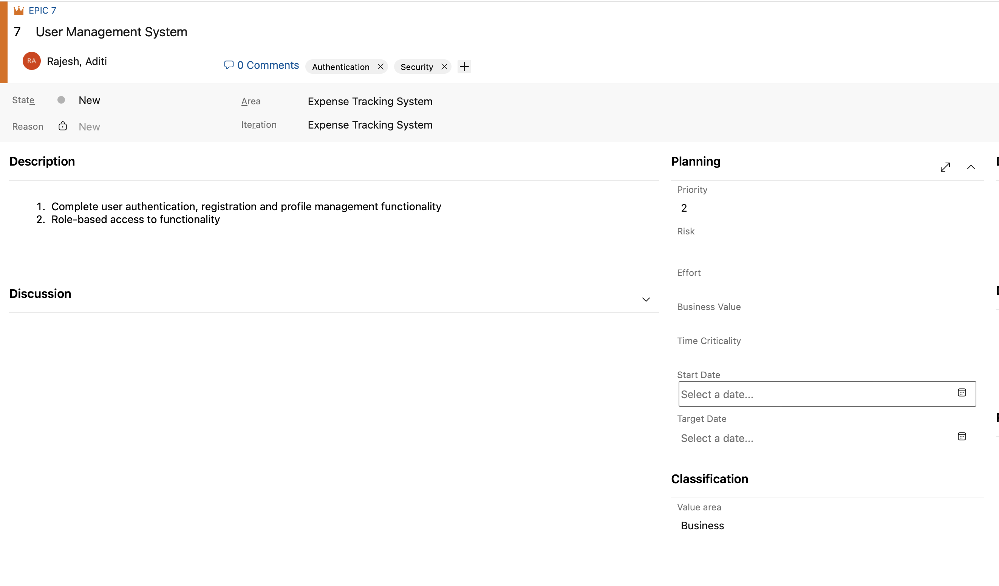 EPIC 7
7 User Management System
RA Rajesh, Aditi
0 Comments Authentication Security
State New
Area Expense Tracking System
Reason New
Iteration Expense Tracking System
Description
1. Complete user authentication, registration and profile management functionality
2. Role-based access to functionality
Discussion
Planning
Priority
2
Risk
Effort
Business Value
Time Criticality
Start Date
Select a date...
Target Date
Select a date...
Classification
Value area
Business